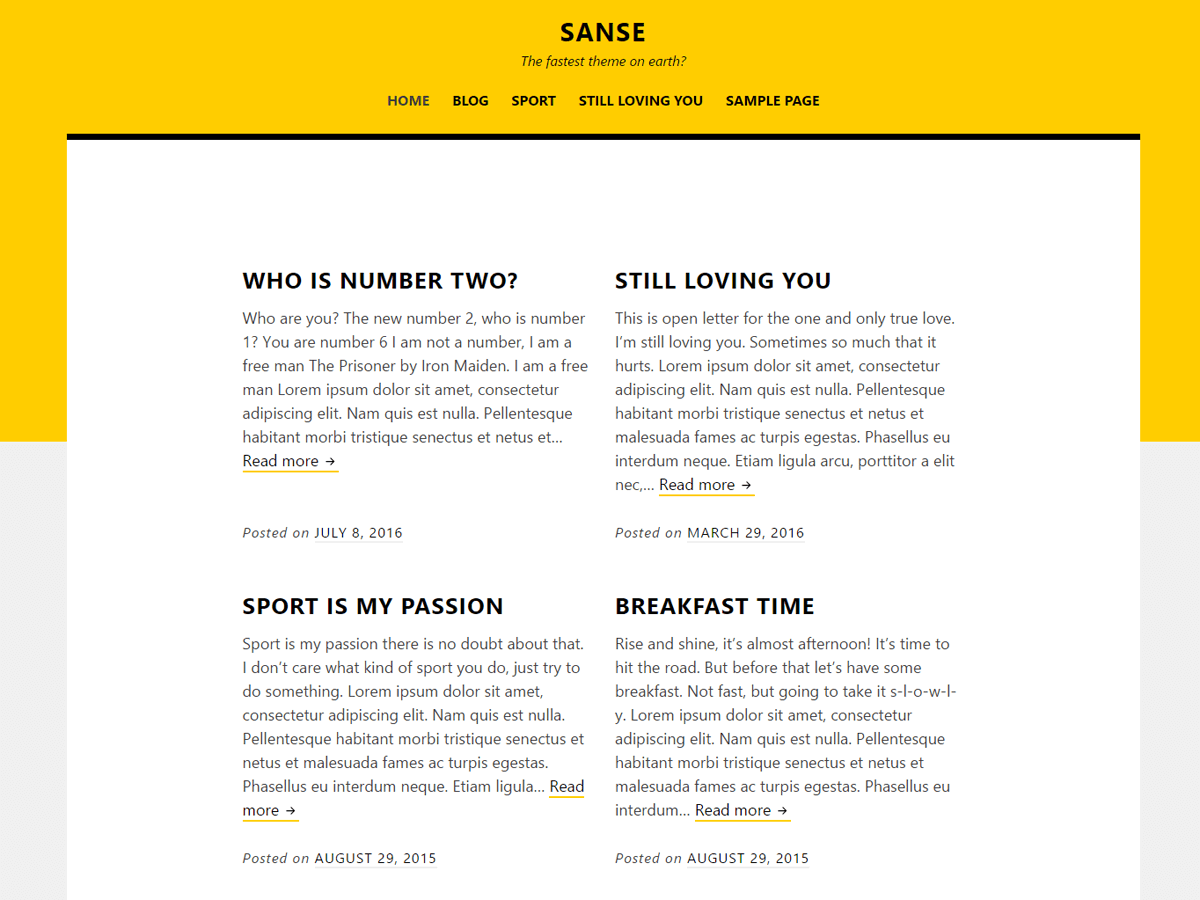 SANSE
The fastest theme on earth?
HOME BLOG SPORT STILL LOVING YOU SAMPLE PAGE
WHO IS NUMBER TWO?
Who are you? The new number 2, who is number
1? You are number 6 I am not a number, I am a
free man The Prisoner by Iron Maiden. I am a free
man Lorem ipsum dolor sit amet, consectetur
adipiscing elit. Nam quis est nulla. Pellentesque
habitant morbi tristique senectus et netus et…
Read more →
Posted on JULY 8, 2016
STILL LOVING YOU
This is open letter for the one and only true love.
I’m still loving you. Sometimes so much that it
hurts. Lorem ipsum dolor sit amet, consectetur
adipiscing elit. Nam quis est nulla. Pellentesque
habitant morbi tristique senectus et netus et
malesuada fames ac turpis egestas. Phasellus eu
interdum neque. Etiam ligula arcu, porttitor a elit
nec,… Read more →
Posted on MARCH 29, 2016
SPORT IS MY PASSION
Sport is my passion there is no doubt about that.
I don’t care what kind of sport you do, just try to
do something. Lorem ipsum dolor sit amet,
consectetur adipiscing elit. Nam quis est nulla.
Pellentesque habitant morbi tristique senectus et
netus et malesuada fames ac turpis egestas.
Phasellus eu interdum neque. Etiam ligula… Read
more →
Posted on AUGUST 29, 2015
BREAKFAST TIME
Rise and shine, it’s almost afternoon! It’s time to
hit the road. But before that let’s have some
breakfast. Not fast, but going to take it s-l-o-w-l-
y. Lorem ipsum dolor sit amet, consectetur
adipiscing elit. Nam quis est nulla. Pellentesque
habitant morbi tristique senectus et netus et
malesuada fames ac turpis egestas. Phasellus eu
interdum… Read more →
Posted on AUGUST 29, 2015